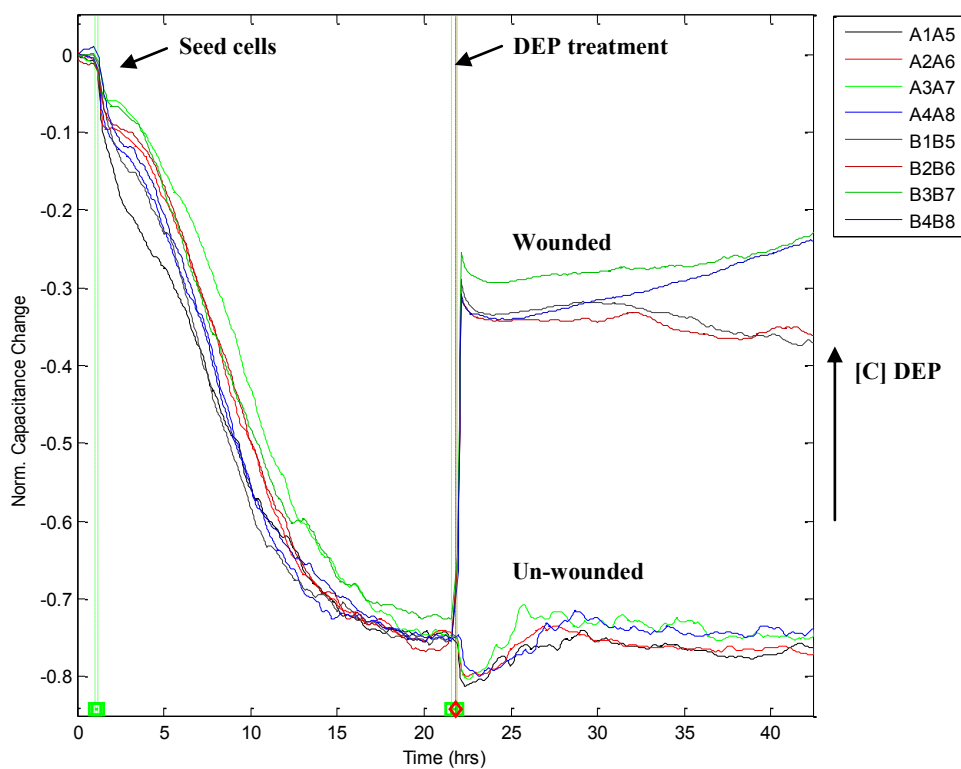 Seed cells
DEP treatment
Wounded
Un-wounded
[C] DEP
Norm. Capacitance Change
0
-0.1
-0.2
-0.3
-0.4
-0.5
-0.6
-0.7
-0.8
0
5
10
15
20
25
30
35
40
Time (hrs)
A1A5
A2A6
A3A7
A4A8
B1B5
B2B6
B3B7
B4B8